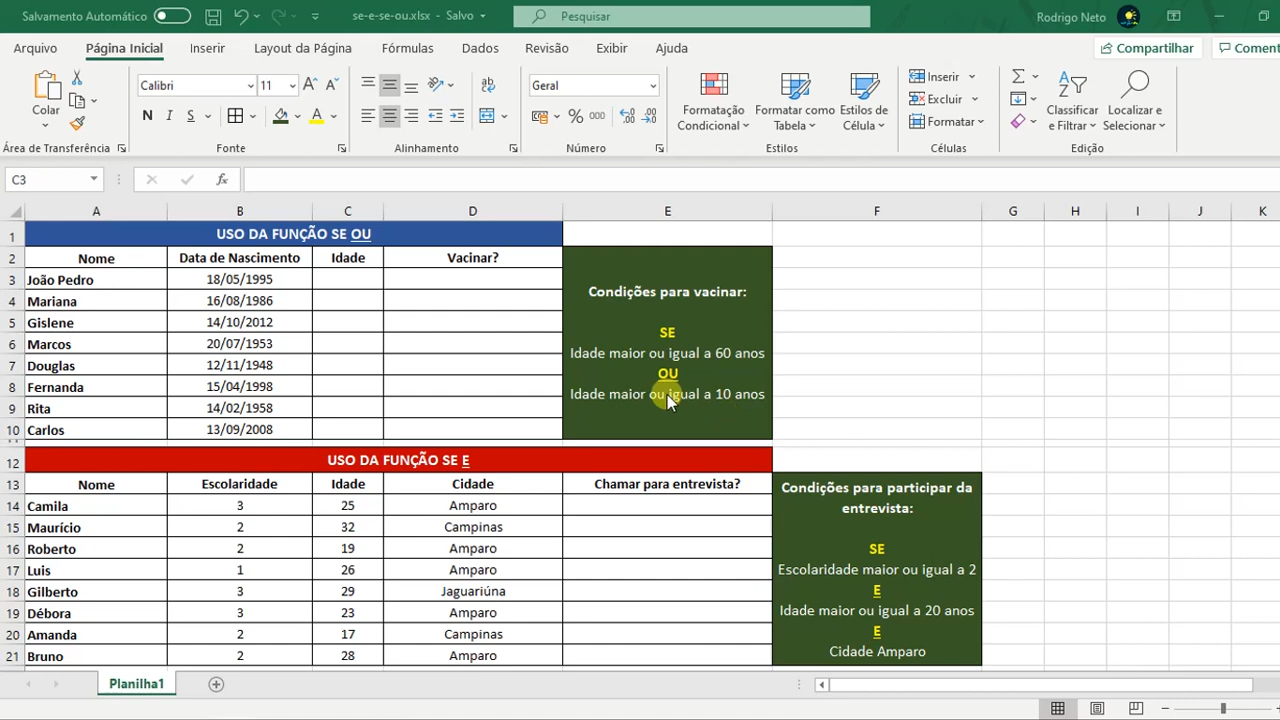 Salvamento Automático se-e-se-ou.xlsx - Salvo Pesquisar Rodrigo Neto
Arquivo Página Inicial Inserir Layout da Página Fórmulas Dados Revisão Exibir Ajuda Compartilhar Coment
Colar Calibri 11 Geral Formatação Condicional Formatar como Tabela Estilos de Célula Inserir Excluir Formatar Classificar e Filtrar Localizar e Selecionar
N I S A % 000
Área de Transferência Fonte Alinhamento Número Estilos Células Edição
C3 fx
A B C D E F G H I J K
1 USO DA FUNÇÃO SE OU
2 Nome Data de Nascimento Idade Vacinar?
3 João Pedro 18/05/1995
4 Mariana 16/08/1986
5 Gislene 14/10/2012
6 Marcos 20/07/1953
7 Douglas 12/11/1948
8 Fernanda 15/04/1998
9 Rita 14/02/1958
10 Carlos 13/09/2008
Condições para vacinar:
SE
Idade maior ou igual a 60 anos
OU
Idade maior ou igual a 10 anos
12 USO DA FUNÇÃO SE E
13 Nome Escolaridade Idade Cidade Chamar para entrevista?
14 Camila 3 25 Amparo
15 Maurício 2 32 Campinas
16 Roberto 2 19 Amparo
17 Luis 1 26 Amparo
18 Gilberto 3 29 Jaguariúna
19 Débora 3 23 Amparo
20 Amanda 2 17 Campinas
21 Bruno 2 28 Amparo
Condições para participar da
entrevista:
SE
Escolaridade maior ou igual a 2
E
Idade maior ou igual a 20 anos
E
Cidade Amparo
Planilha1